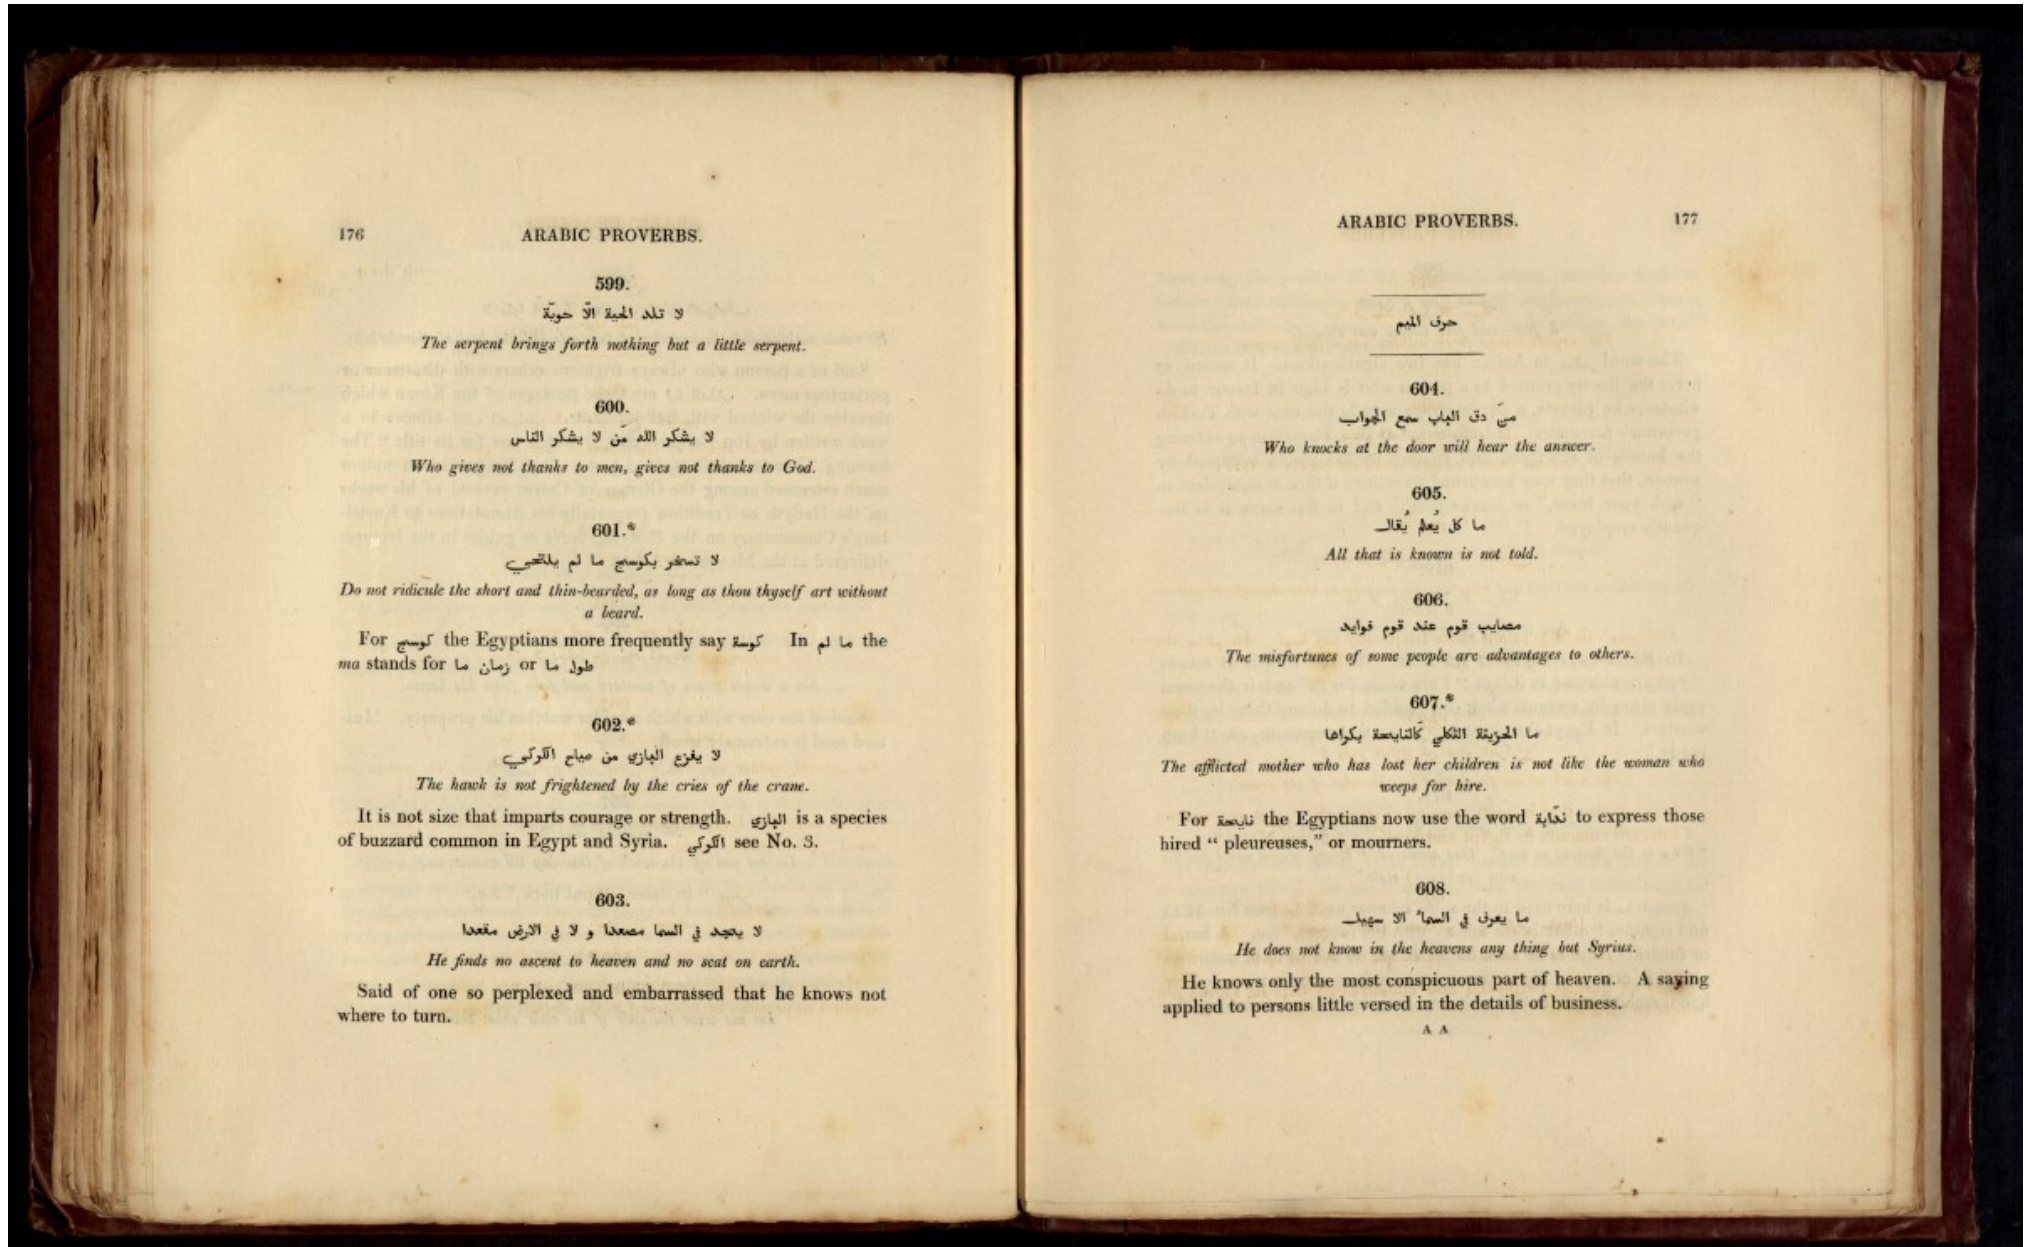 176
ARABIC PROVERBS.
599.
لا تلد الحية الّا حويّة
The serpent brings forth nothing but a little serpent.
600.
لا يشكر الله مَن لا يشكر الناس
Who gives not thanks to men, gives not thanks to God.
601.*
لا تسخر بكوسج ما لم يلتحي
Do not ridicule the short and thin-bearded, as long as thou thyself art without
a beard.
For كوسج the Egyptians more frequently say كوسة In ما لم the
ma stands for زمان ما or طول ما
602.*
لا يفزع البازي من صياح الكركي
The hawk is not frightened by the cries of the crane.
It is not size that imparts courage or strength. البازي is a species
of buzzard common in Egypt and Syria. الكركي see No. 3.
603.
لا يجد في السما مصعدا و لا في الارض مقعدا
He finds no ascent to heaven and no seat on earth.
Said of one so perplexed and embarrassed that he knows not
where to turn.
ARABIC PROVERBS.
177
حرف الميم
604.
مَن دق الباب سمع الجواب
Who knocks at the door will hear the answer.
605.
ما كل يُعلم يُقال
All that is known is not told.
606.
مصايب قوم عند قوم فوايد
The misfortunes of some people are advantages to others.
607.*
ما الحزينة الثكلي كَالنايحة بكراها
The afflicted mother who has lost her children is not like the woman who
weeps for hire.
For نايحة the Egyptians now use the word to express those
hired “ pleureuses,” or mourners.
608.
ما يعرف في السماء الا سهيل
He does not know in the heavens any thing but Syrius.
He knows only the most conspicuous part of heaven. A saying
applied to persons little versed in the details of business.
A A